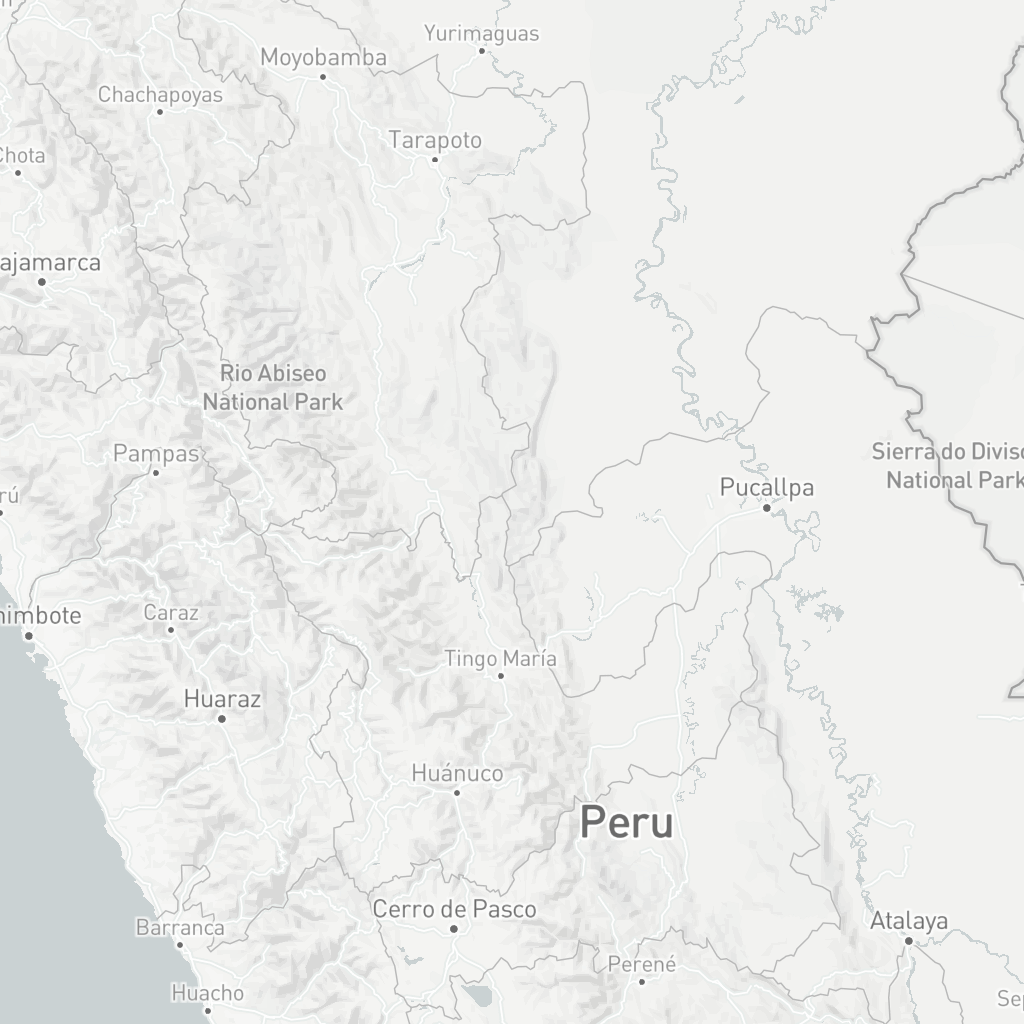 Yurimaguas
Moyobamba
Chachapoyas
Tarapoto
Chota
ajamarca
Rio Abiseo
National Park
Pampas
Sierra do Diviso
National Park
Pucallpa
rú
Caraz
himbote
Tingo María
Huaraz
Huánuco
Peru
Cerro de Pasco
Atalaya
Barranca
Perené
Huacho
Sep